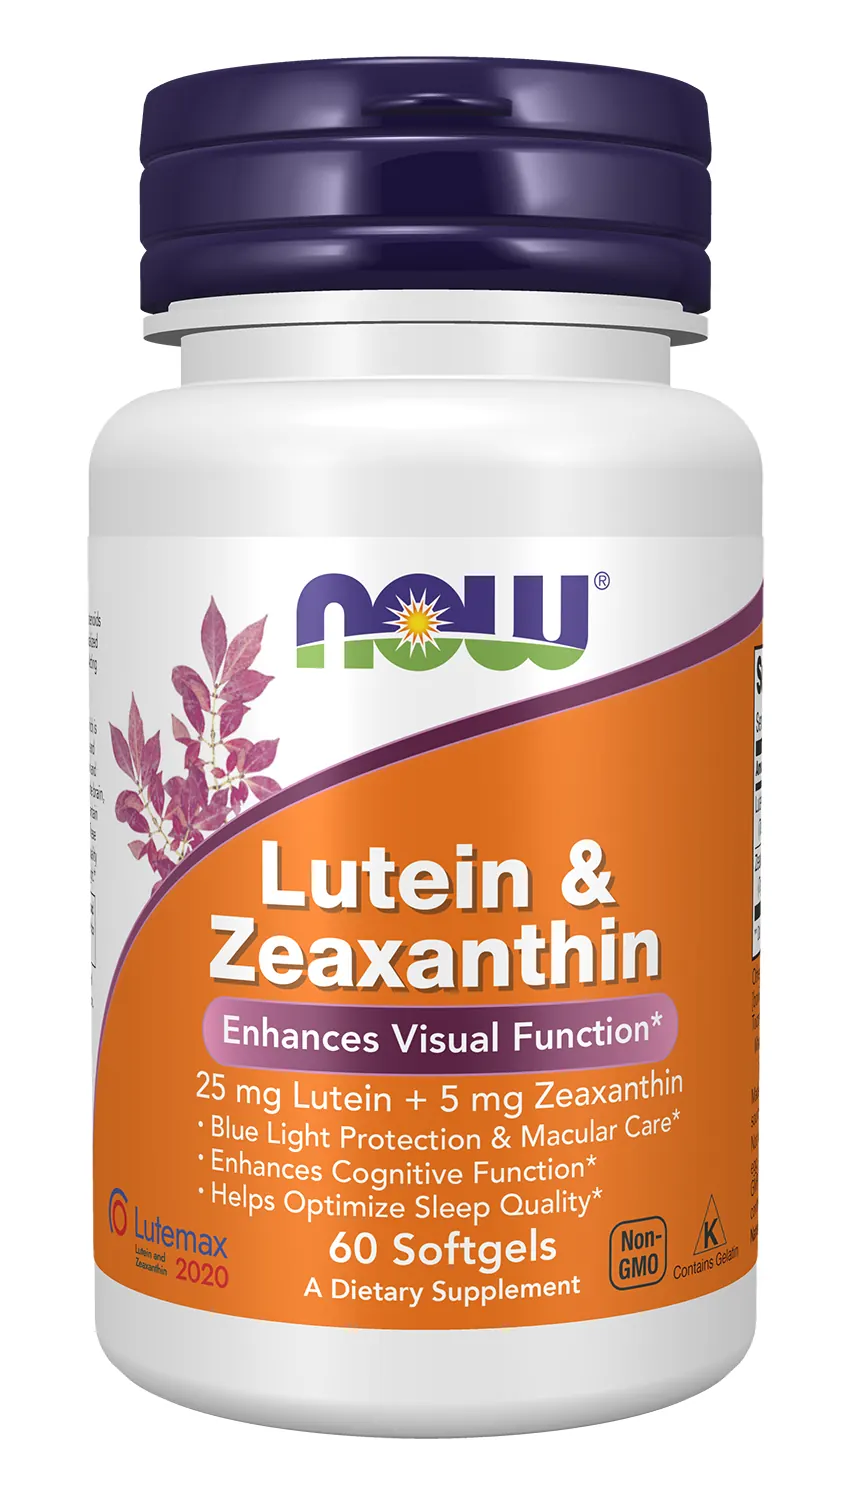 NOW®
Lutein &
Zeaxanthin
Enhances Visual Function*
25 mg Lutein + 5 mg Zeaxanthin
· Blue Light Protection & Macular Care*
· Enhances Cognitive Function*
· Helps Optimize Sleep Quality*
60 Softgels
A Dietary Supplement
Lutemax
Lutein and
Zeaxanthin 2020
Non-
GMO
K
Contains Gelatin